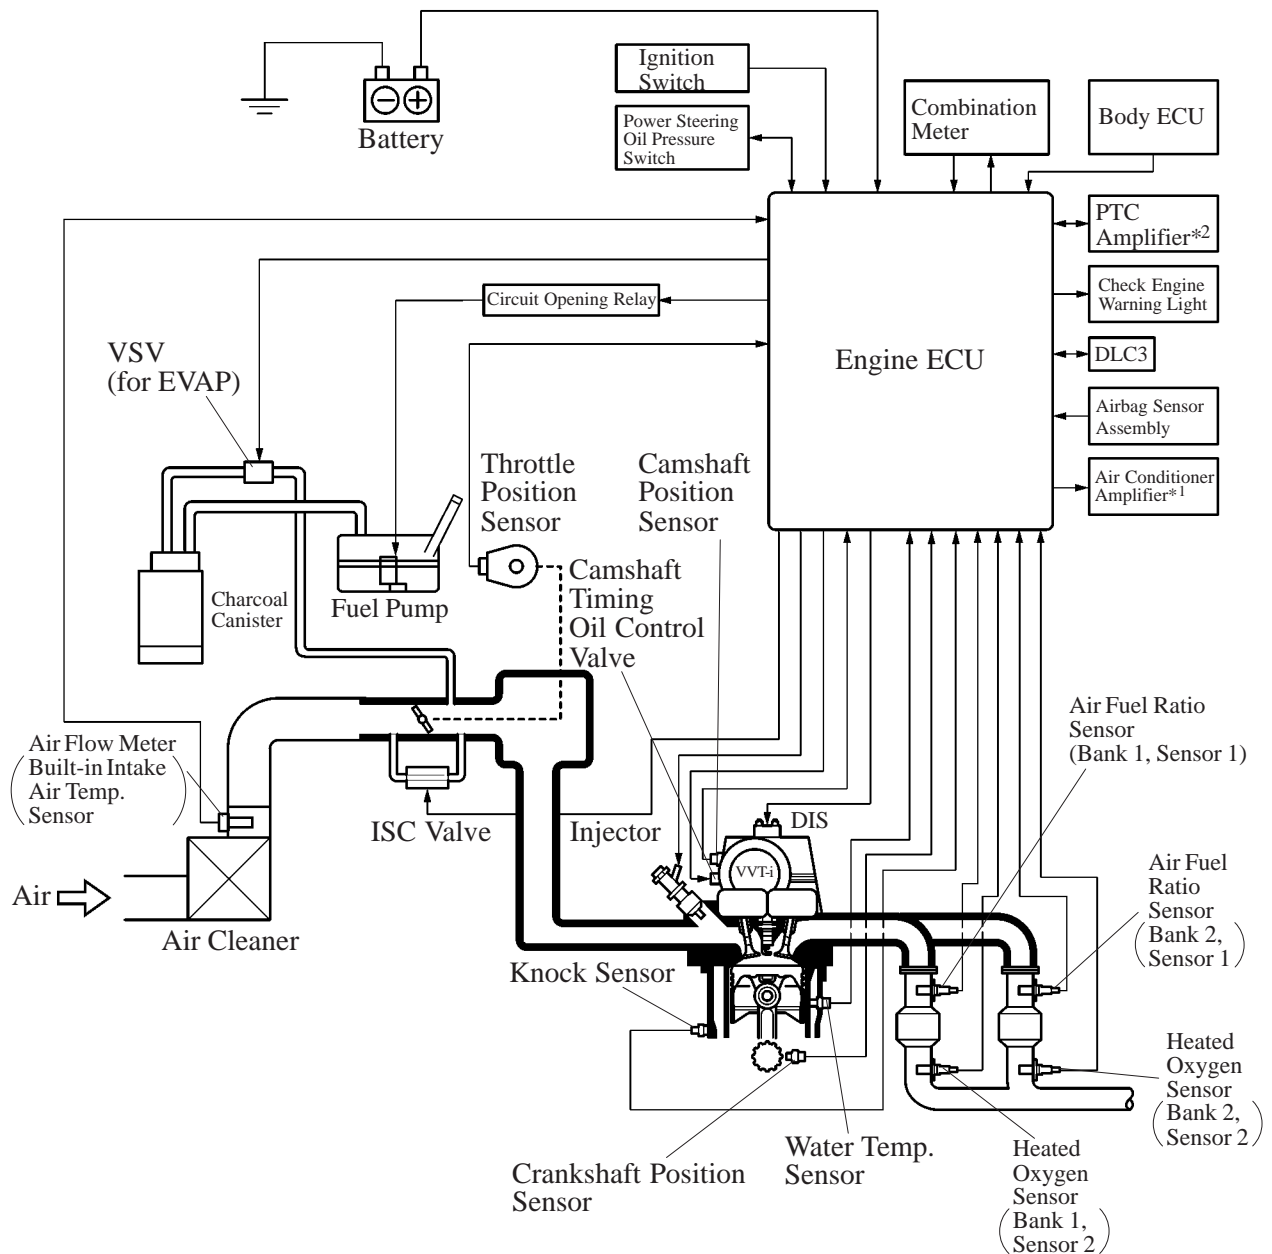 Ignition
Switch
Combination
Meter
Body ECU
Power Steering
Oil Pressure
Switch
Battery
PTC
Amplifier*2
Check Engine
Warning Light
Circuit Opening Relay
VSV
(for EVAP)
Engine ECU
DLC3
Airbag Sensor
Assembly
Air Conditioner
Amplifier*1
Throttle
Position
Sensor
Camshaft
Position
Sensor
Charcoal
Canister
Fuel Pump
Camshaft
Timing
Oil Control
Valve
Air Fuel Ratio
Sensor
(Bank 1, Sensor 1)
Air Flow Meter
(Built-in Intake
Air Temp.
Sensor)
ISC Valve
Injector
DIS
VVT-i
Air Fuel
Ratio
Sensor
(Bank 2,
Sensor 1)
Air
Air Cleaner
Knock Sensor
Heated
Oxygen
Sensor
(Bank 2,
Sensor 2)
Water Temp.
Sensor
Crankshaft Position
Sensor
Heated
Oxygen
Sensor
(Bank 1,
Sensor 2)